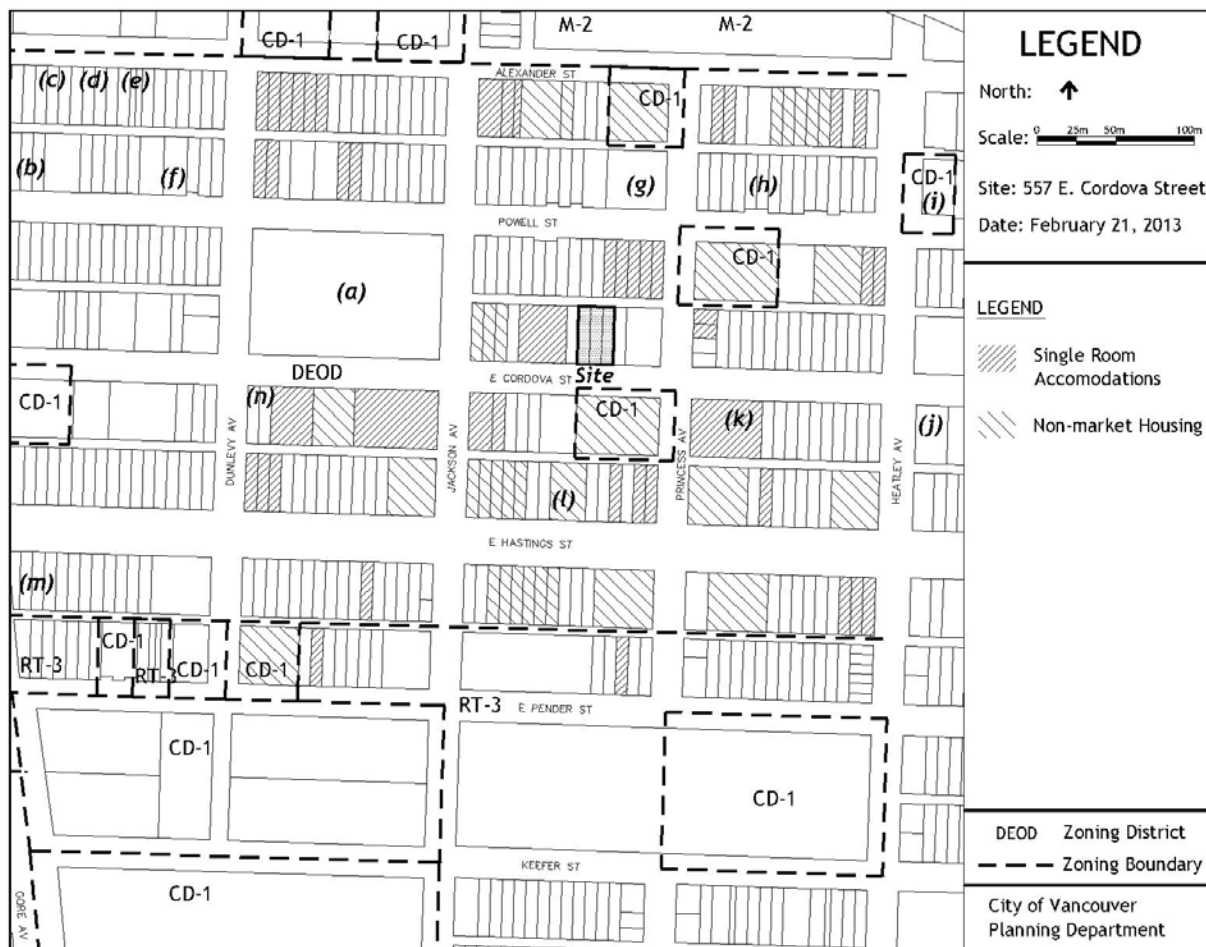 M-2
M-2
CD-1
CD-1
(c)
(d)
(e)
ALEXANDER ST
CD-1
(b)
(f)
(g)
(h)
CD-1
(i)
POWELL ST
CD-1
(a)
DEOD
E CORDOVA ST
Site
CD-1
(n)
CD-1
(k)
(j)
DUNLEVY AV
JACKSON AV
PRINCESS AV
HEATLEY AV
(l)
E HASTINGS ST
(m)
CD-1
RT-3
RT-3
CD-1
CD-1
RT-3
E PENDER ST
CD-1
CD-1
KEEFER ST
CD-1
GORE AV
LEGEND
North:
Scale: 0 25m 50m 100m
Site: 557 E. Cordova Street
Date: February 21, 2013
LEGEND
Single Room
Accomodations
Non-market Housing
DEOD Zoning District
Zoning Boundary
City of Vancouver
Planning Department